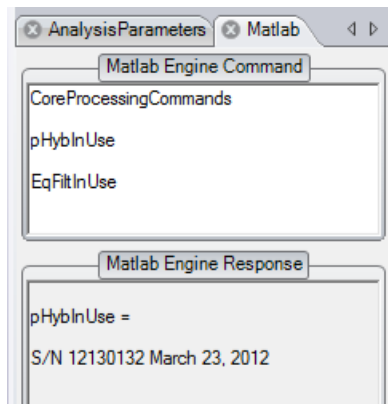 AnalysisParameters Matlab
Matlab Engine Command
CoreProcessingCommands
pHybInUse
EqFiltInUse
Matlab Engine Response
pHybInUse =
S/N 12130132 March 23, 2012